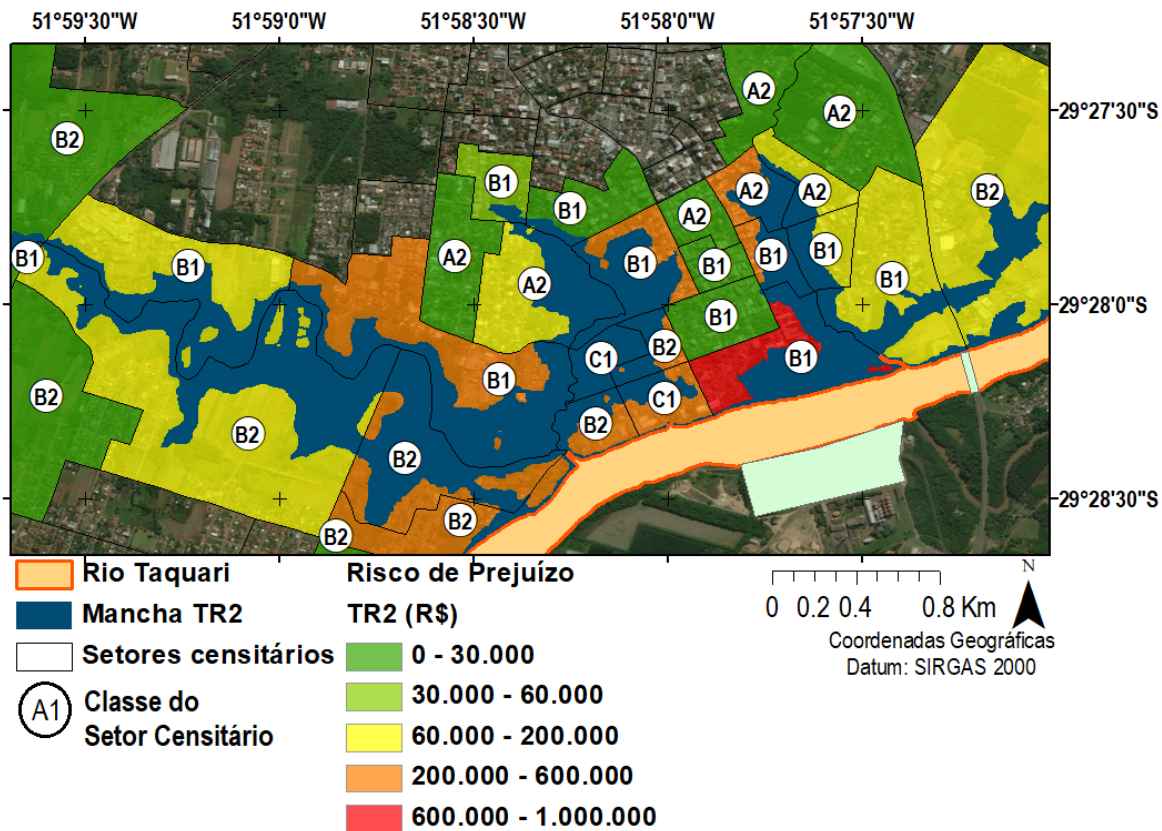 51°59'30"W 51°59'0"W 51°58'30"W 51°58'0"W 51°57'30"W
A2
29°27'30"S
A2
B2
B1
A2 A2
B2
B1
A2
B1
B1
A2
B1
B1
B1
B1
B1
A2
B1
29°28'0"S
B1
B2
C1
B1
B1
B2
C1
B2
B2
B2
29°28'30"S
B2
B2
Rio Taquari
Mancha TR2
Setores censitários
A1 Classe do
Setor Censitário
Risco de Prejuízo
TR2 (R$)
0 - 30.000
30.000 - 60.000
60.000 - 200.000
200.000 - 600.000
600.000 - 1.000.000
0 0.2 0.4 0.8 Km
N
Coordenadas Geográficas
Datum: SIRGAS 2000